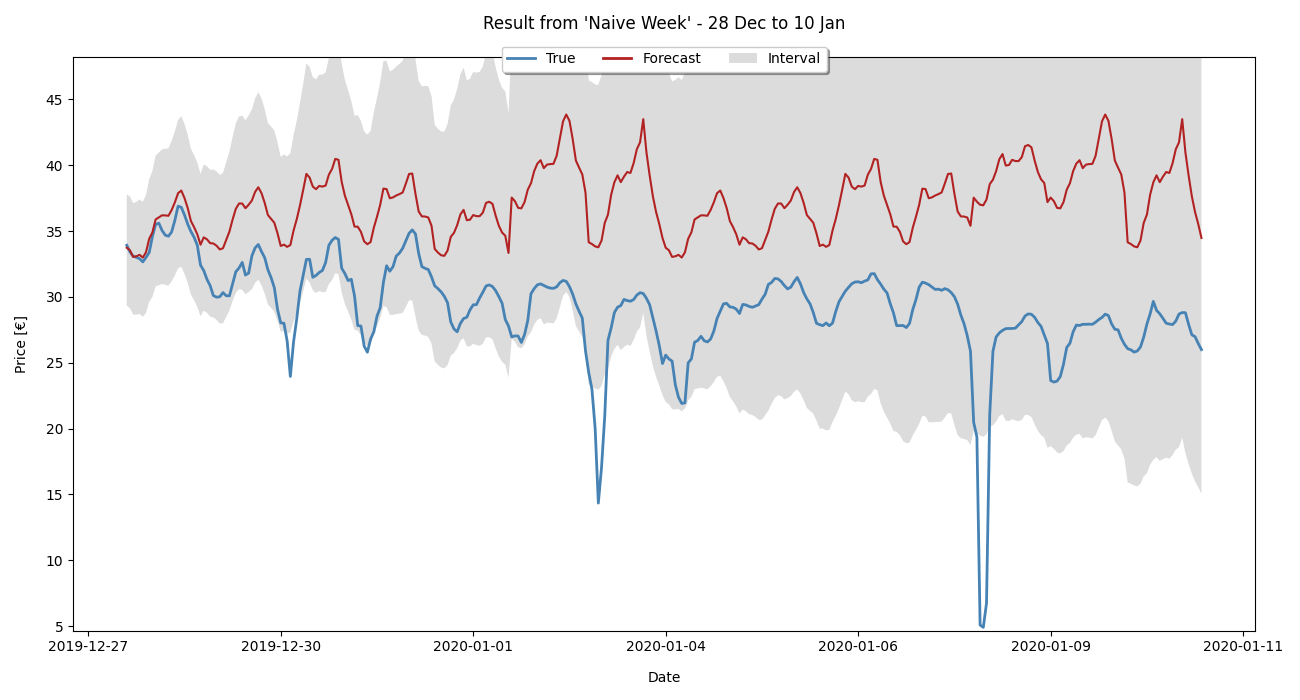 Result from 'Naive Week' - 28 Dec to 10 Jan
True Forecast Interval
Price [€]
45
40
35
30
25
20
15
10
5
2019-12-27 2019-12-30 2020-01-01 2020-01-04 2020-01-06 2020-01-09 2020-01-11
Date